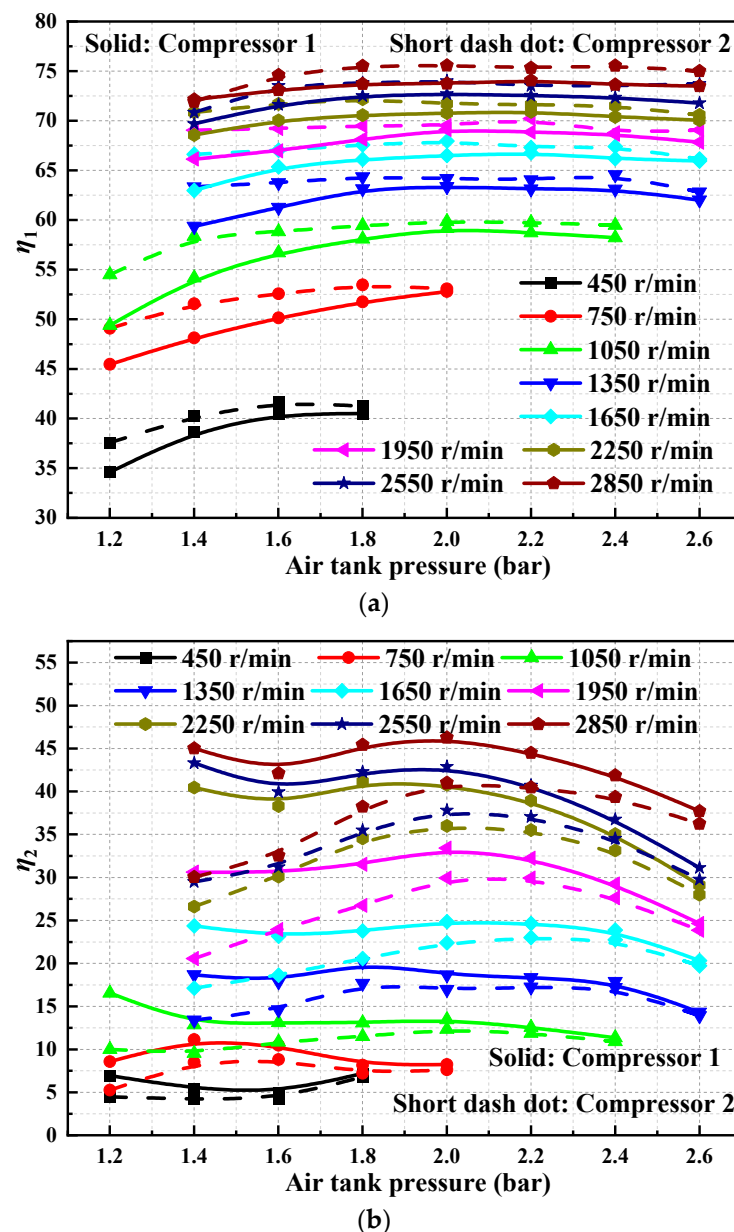 Solid: Compressor 1 Short dash dot: Compressor 2
80
75
70
65
60
55
50
45
40
35
30
η1
450 r/min
750 r/min
1050 r/min
1350 r/min
1650 r/min
1950 r/min 2250 r/min
2550 r/min 2850 r/min
1.2 1.4 1.6 1.8 2.0 2.2 2.4 2.6
Air tank pressure (bar)
(a)
450 r/min 750 r/min 1050 r/min
1350 r/min 1650 r/min 1950 r/min
2250 r/min 2550 r/min 2850 r/min
55
50
45
40
35
30
25
20
15
10
5
0
η2
Solid: Compressor 1
Short dash dot: Compressor 2
1.2 1.4 1.6 1.8 2.0 2.2 2.4 2.6
Air tank pressure (bar)
(b)